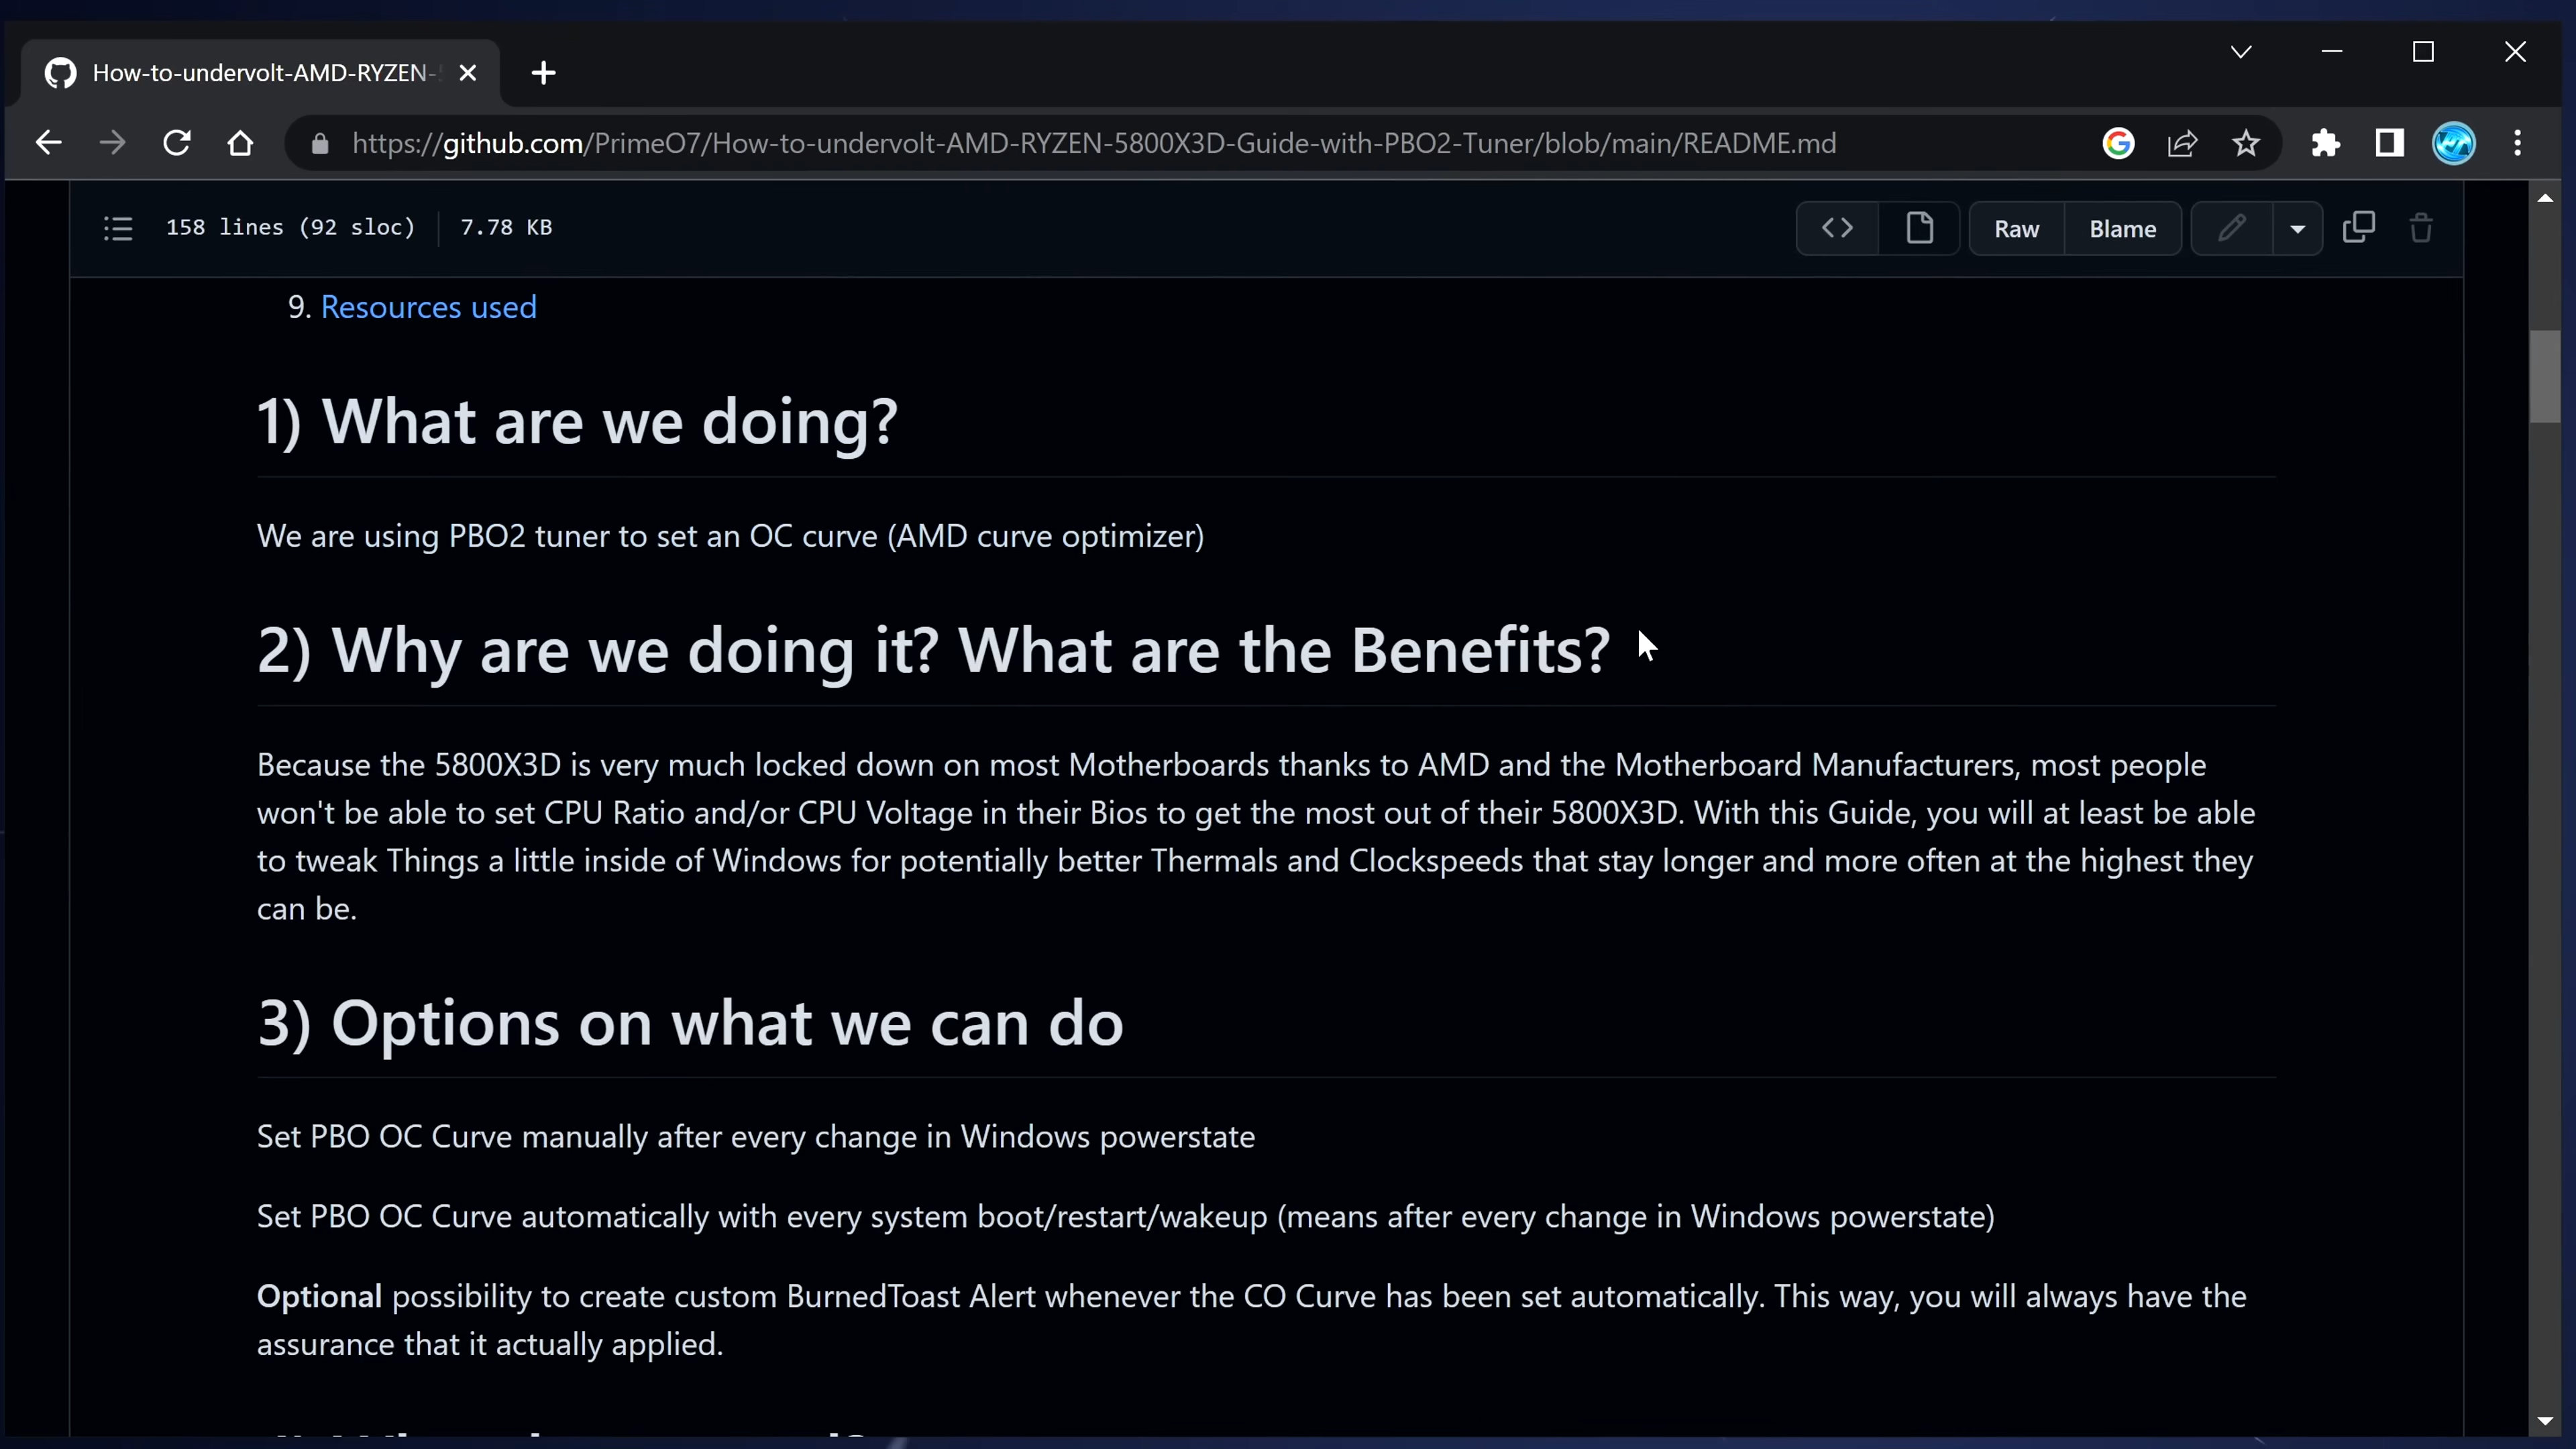 How-to-undervolt-AMD-RYZEN-
https://github.com/PrimeO7/How-to-undervolt-AMD-RYZEN-5800X3D-Guide-with-PBO2-Tuner/blob/main/README.md
158 lines (92 sloc) 7.78 KB
Raw Blame
9. Resources used
1) What are we doing?
We are using PBO2 tuner to set an OC curve (AMD curve optimizer)
2) Why are we doing it? What are the Benefits?
Because the 5800X3D is very much locked down on most Motherboards thanks to AMD and the Motherboard Manufacturers, most people
won't be able to set CPU Ratio and/or CPU Voltage in their Bios to get the most out of their 5800X3D. With this Guide, you will at least be able
to tweak Things a little inside of Windows for potentially better Thermals and Clockspeeds that stay longer and more often at the highest they
can be.
3) Options on what we can do
Set PBO OC Curve manually after every change in Windows powerstate
Set PBO OC Curve automatically with every system boot/restart/wakeup (means after every change in Windows powerstate)
Optional possibility to create custom BurnedToast Alert whenever the CO Curve has been set automatically. This way, you will always have the
assurance that it actually applied.